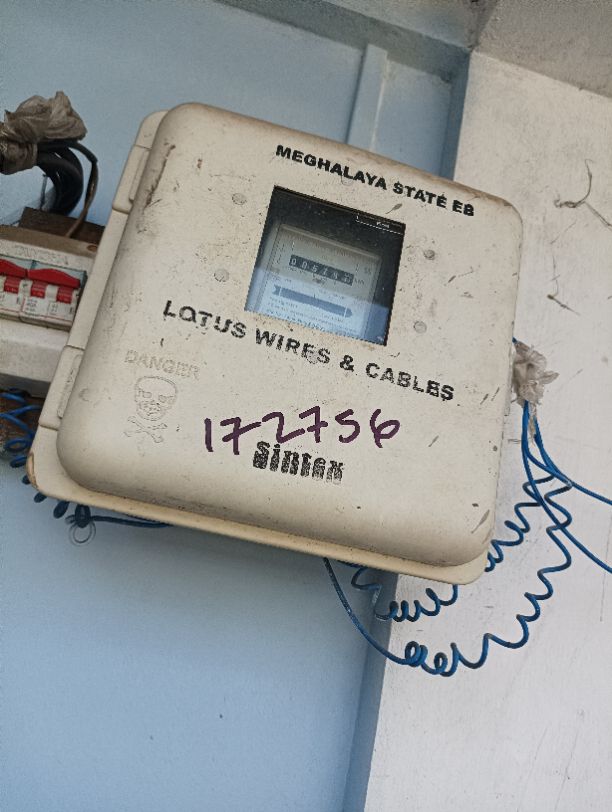 MEGHALAYA STATE EB
LOTUS WIRES & CABLES
DANGER
172756
Sintex